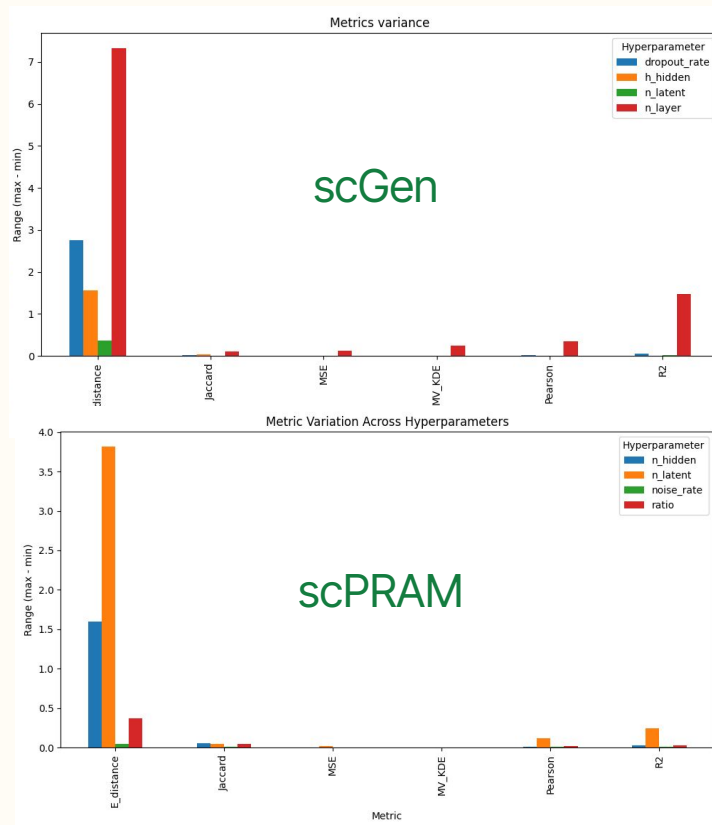 Metrics variance
Range (max - min)
7
6
5
4
3
2
1
0
Hyperparameter
dropout_rate
h_hidden
n_latent
n_layer
scGen
distance
Jaccard
MSE
MV_KDE
Pearson
R2
Metric Variation Across Hyperparameters
Range (max - min)
4.0
3.5
3.0
2.5
2.0
1.5
1.0
0.5
0.0
Hyperparameter
n_hidden
n_latent
noise_rate
ratio
scPRAM
E_distance
Jaccard
MSE
MV_KDE
Pearson
R2
Metric